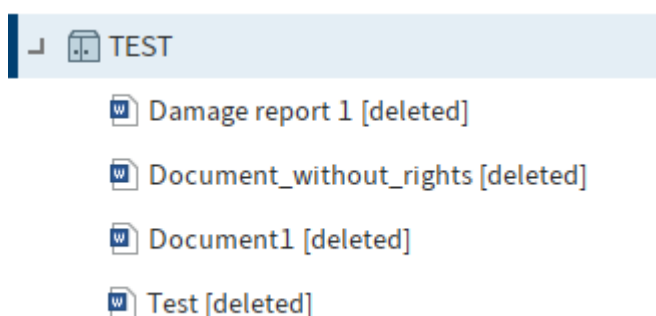 TEST
Damage report 1 [deleted]
Document_without_rights [deleted]
Document1 [deleted]
Test [deleted]